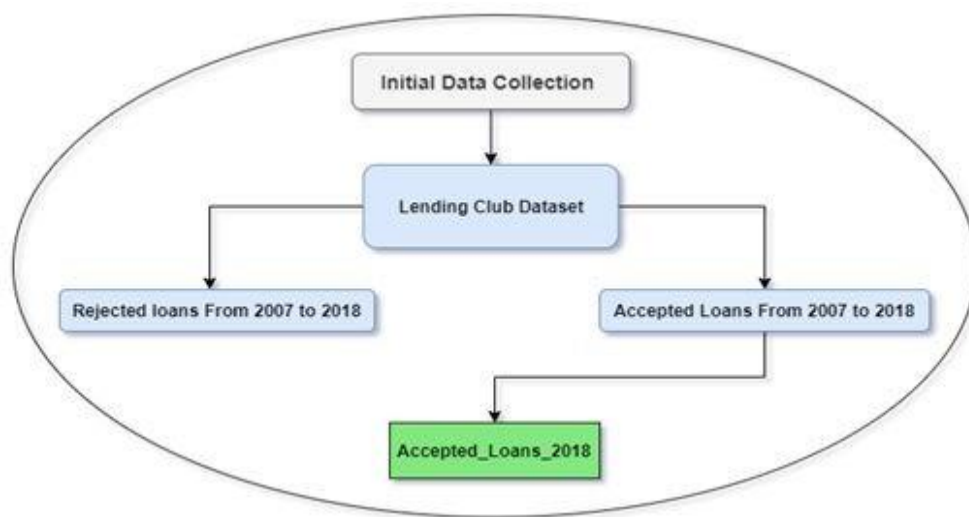 Initial Data Collection
Lending Club Dataset
Rejected loans From 2007 to 2018
Accepted Loans From 2007 to 2018
Accepted_Loans_2018